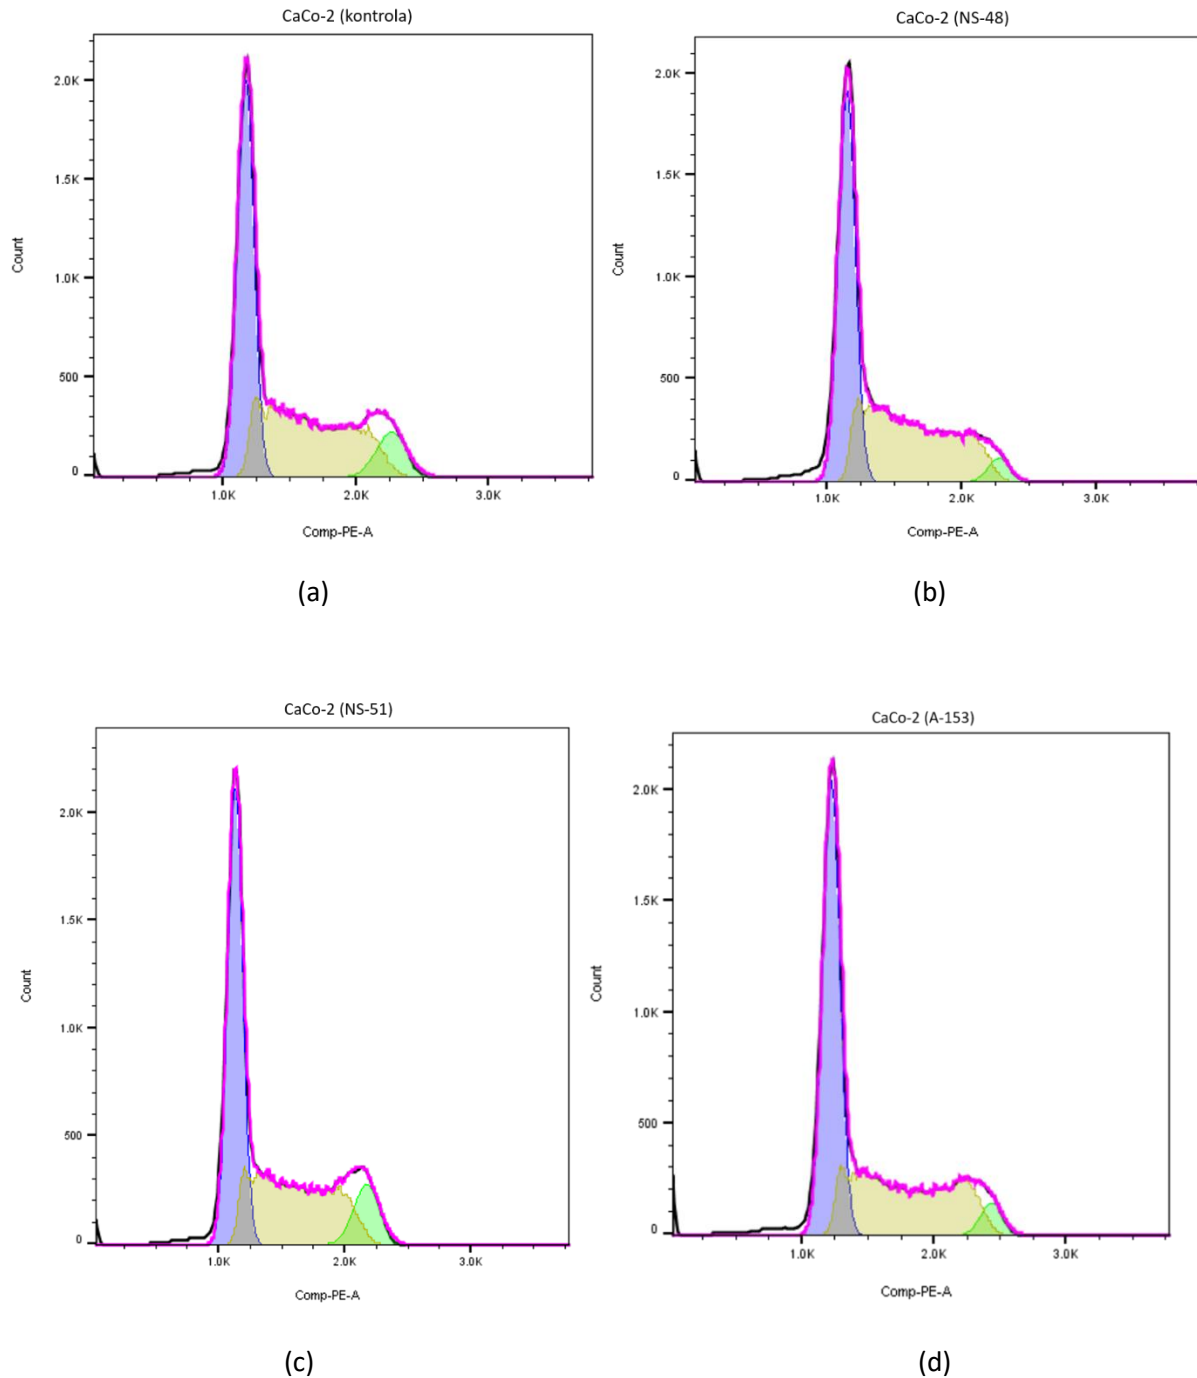 CaCo-2 (kontrola)
2.0K
1.5K
1.0K
500
0
Count
1.0K
2.0K
3.0K
Comp-PE-A
(a)
CaCo-2 (NS-48)
2.0K
1.5K
1.0K
500
0
Count
1.0K
2.0K
3.0K
Comp-PE-A
(b)
CaCo-2 (NS-51)
2.0K
1.5K
1.0K
500
0
Count
1.0K
2.0K
3.0K
Comp-PE-A
(c)
CaCo-2 (A-153)
2.0K
1.5K
1.0K
500
0
Count
1.0K
2.0K
3.0K
Comp-PE-A
(d)